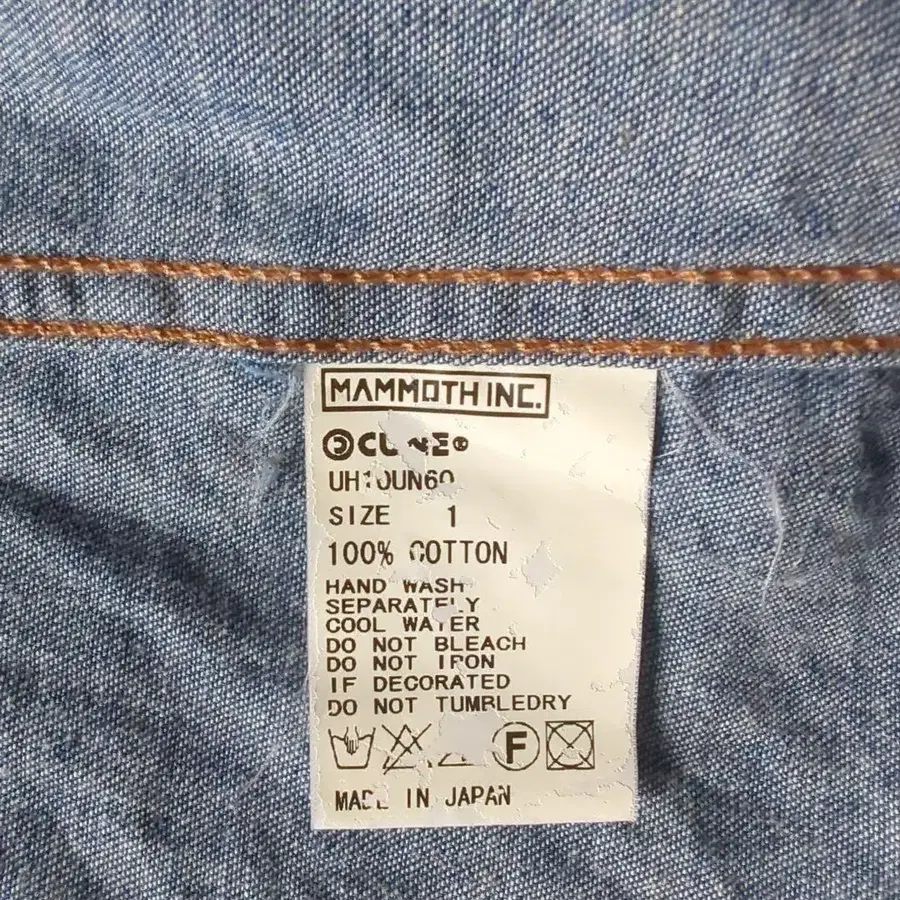 MAMMOTH INC.
SIZE 1
100% COTTON
HAND WASH
SEPARATELY
COOL WATER
DO NOT BLEACH
DO NOT IRON
IF DECORATED
DO NOT TUMBLEDRY
F
MADE IN JAPAN